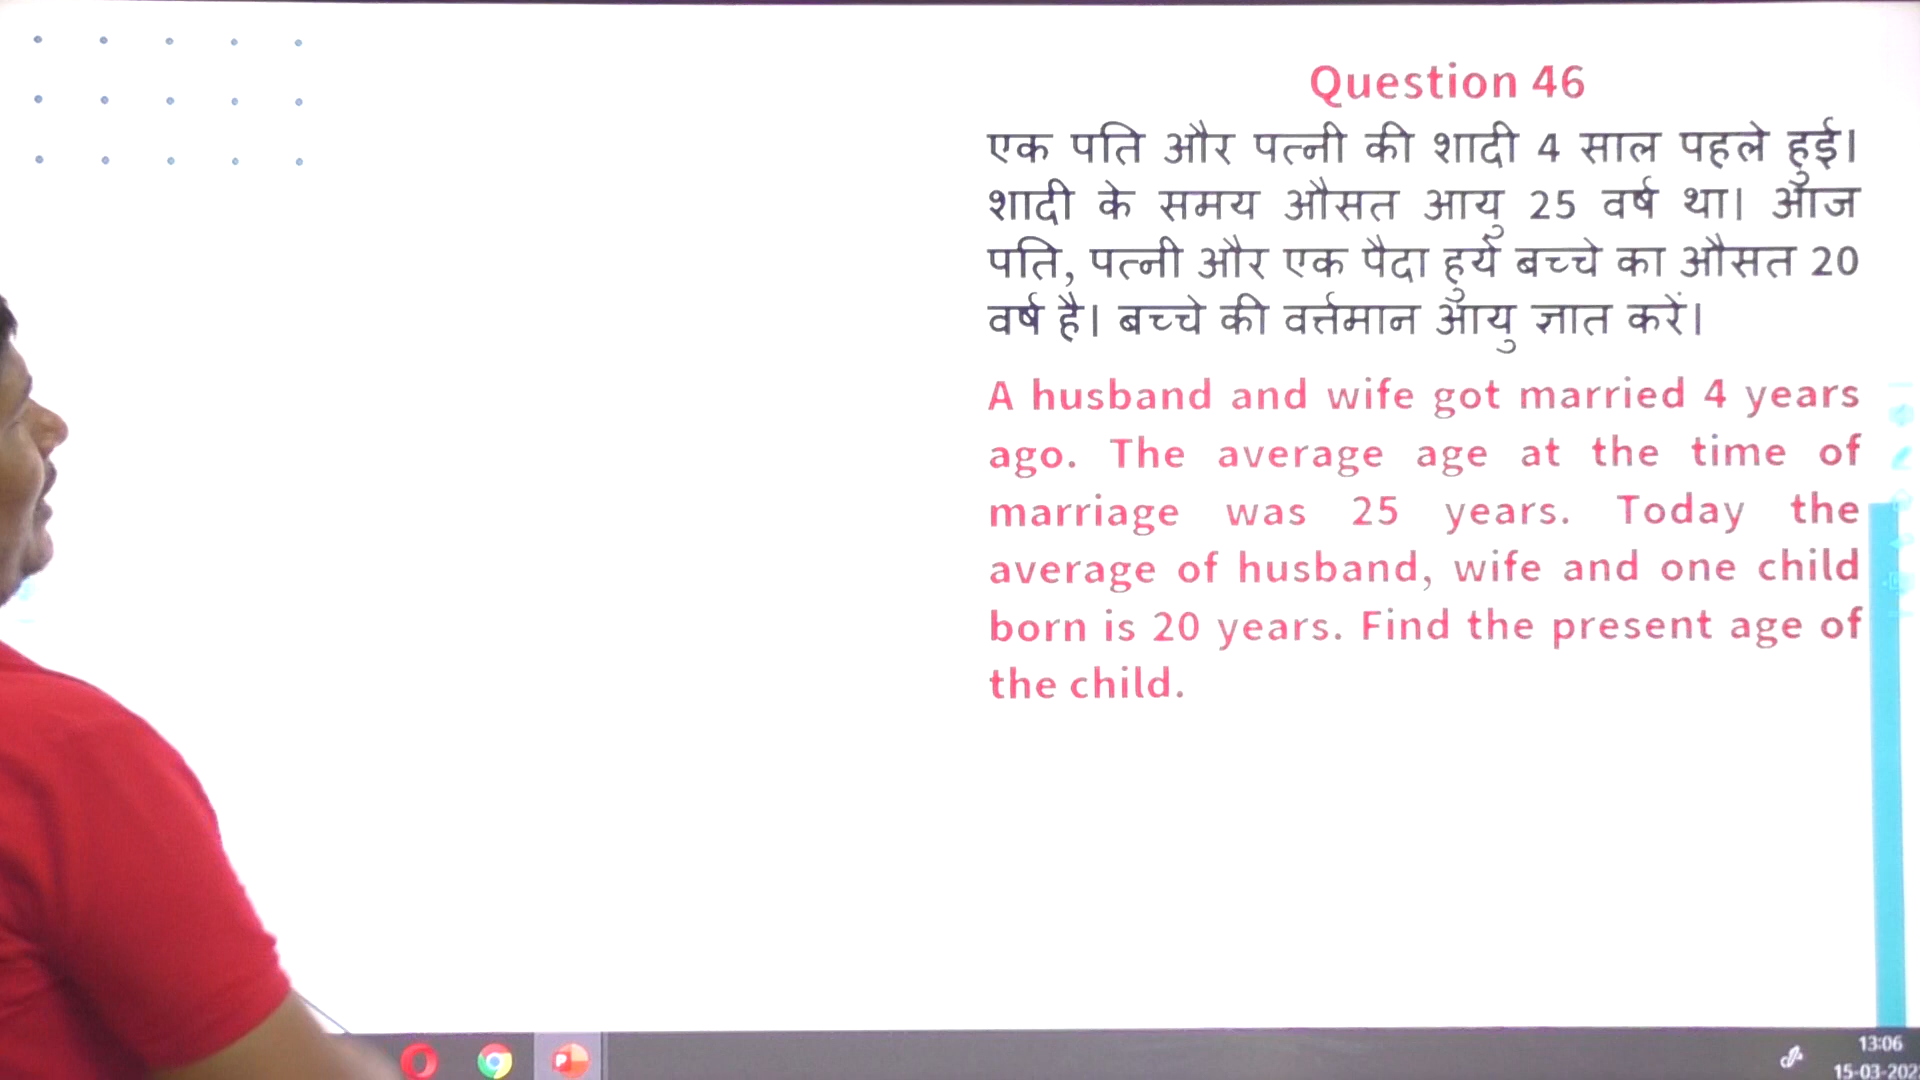 Question 46
एक पति और पत्नी की शादी 4 साल पहले हुई।
शादी के समय औसत आयु 25 वर्ष था। आज
पति, पत्नी और एक पैदा हुये बच्चे का औसत 20
वर्ष है। बच्चे की वर्त्तमान आयु ज्ञात करें।
A husband and wife got married 4 years
ago. The average age at the time of
marriage was 25 years. Today the
average of husband, wife and one child
born is 20 years. Find the present age of
the child.
13:06
15-03-202